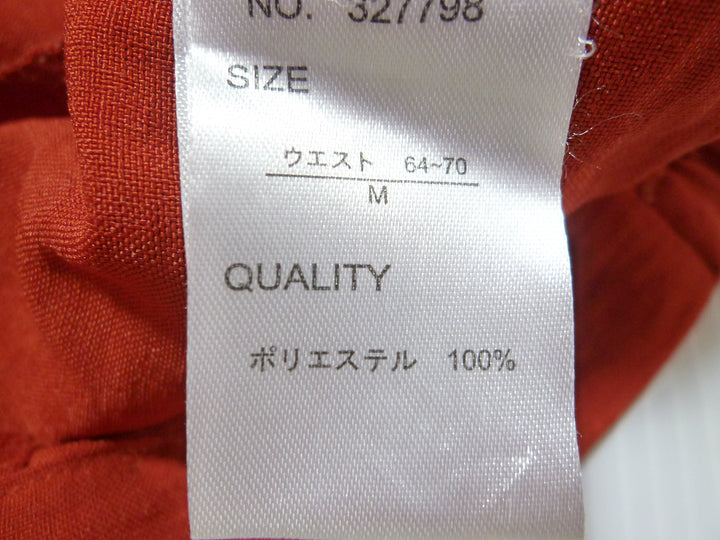 NO. 327798
SIZE
ウエスト 64~70
M
QUALITY
ポリエステル 100%